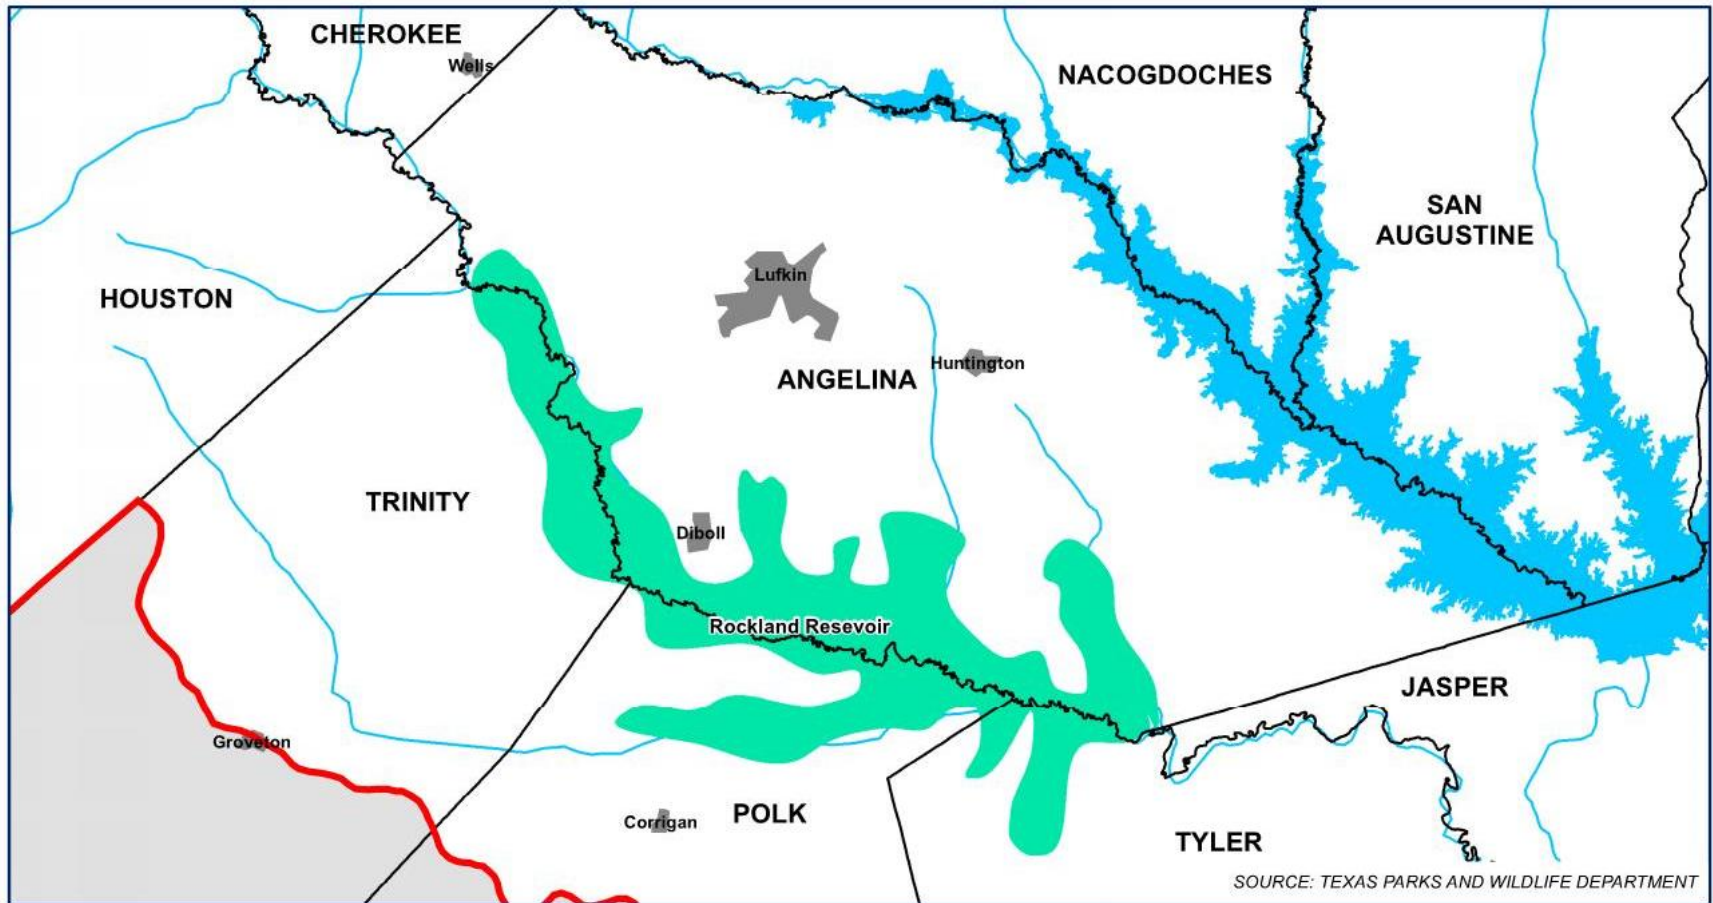 CHEROKEE
Wells
NACOGDOCHES
SAN
AUGUSTINE
HOUSTON
Lufkin
Huntington
ANGELINA
TRINITY
Diboll
Rockland Resevoir
JASPER
Groveton
Corrigan
POLK
TYLER
SOURCE: TEXAS PARKS AND WILDLIFE DEPARTMENT